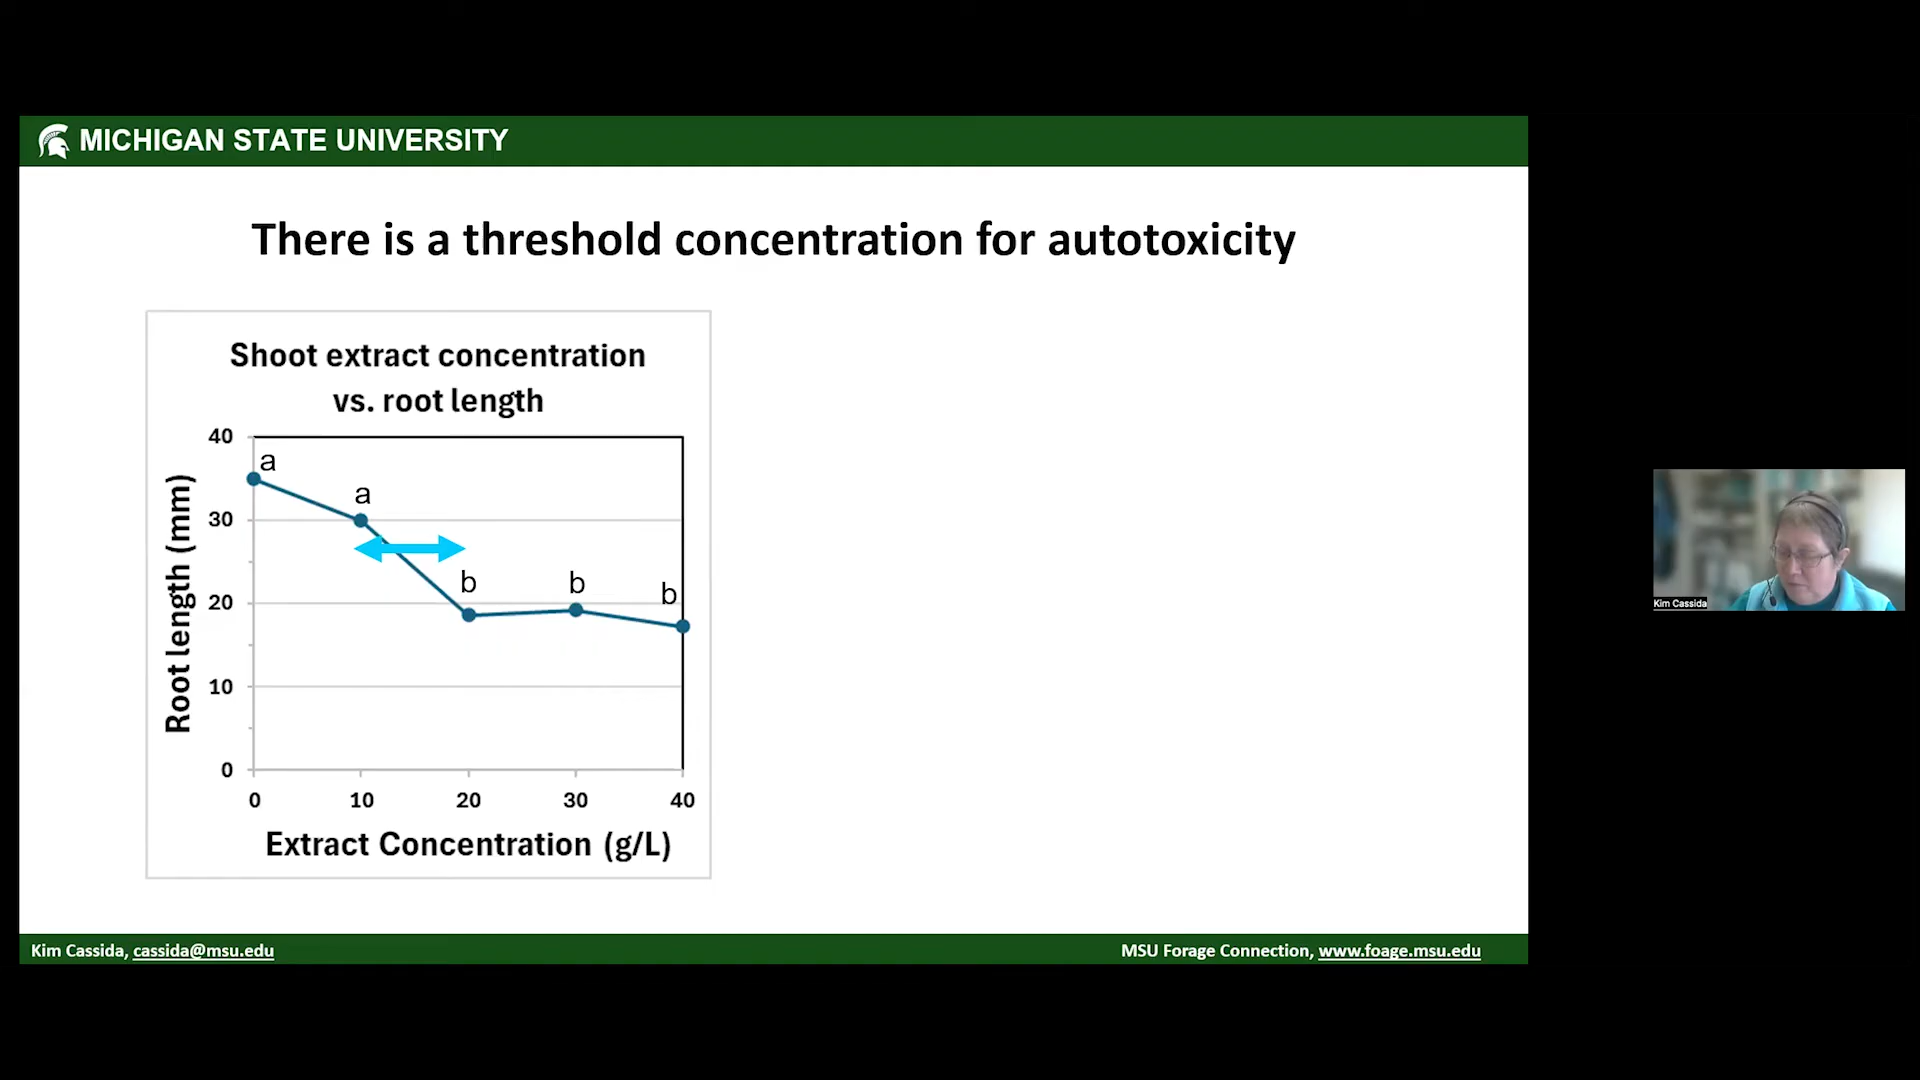 MICHIGAN STATE UNIVERSITY
There is a threshold concentration for autotoxicity
Shoot extract concentration
vs. root length
Root length (mm)
40
30
20
10
0
a
a
b
b
b
0 10 20 30 40
Extract Concentration (g/L)
Kim Cassida, cassida@msu.edu
MSU Forage Connection, www.foage.msu.edu
Kim Cassida